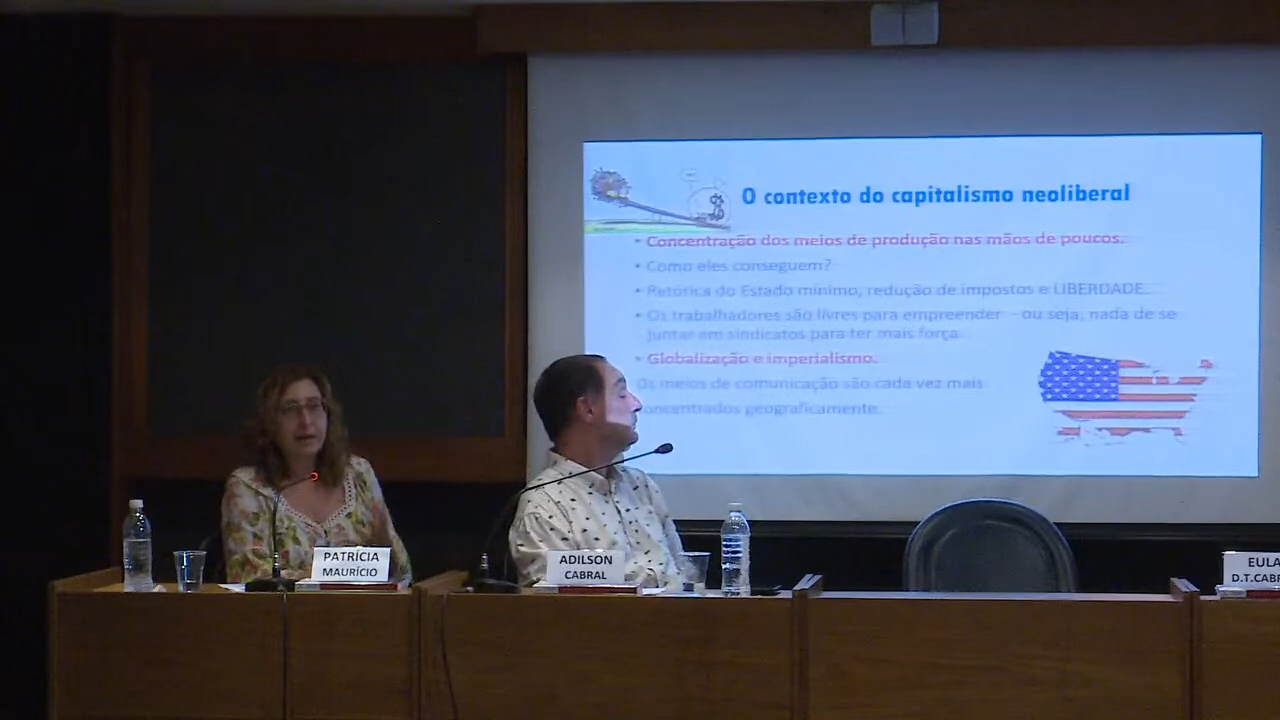 O contexto do capitalismo neoliberal
$
• Concentração dos meios de produção nas mãos de poucos.
• Como eles conseguem?
• Retórica do Estado mínimo, redução de impostos e LIBERDADE.
• Os trabalhadores são livres para empreender - ou seja, nada de se
juntar em sindicatos para ter mais força.
• Globalização e imperialismo.
Os meios de comunicação são cada vez mais
oncentrados geograficamente.
PATRÍCIA
MAURÍCIO
ADILSON
CABRAL
EULA
D.T.CABR